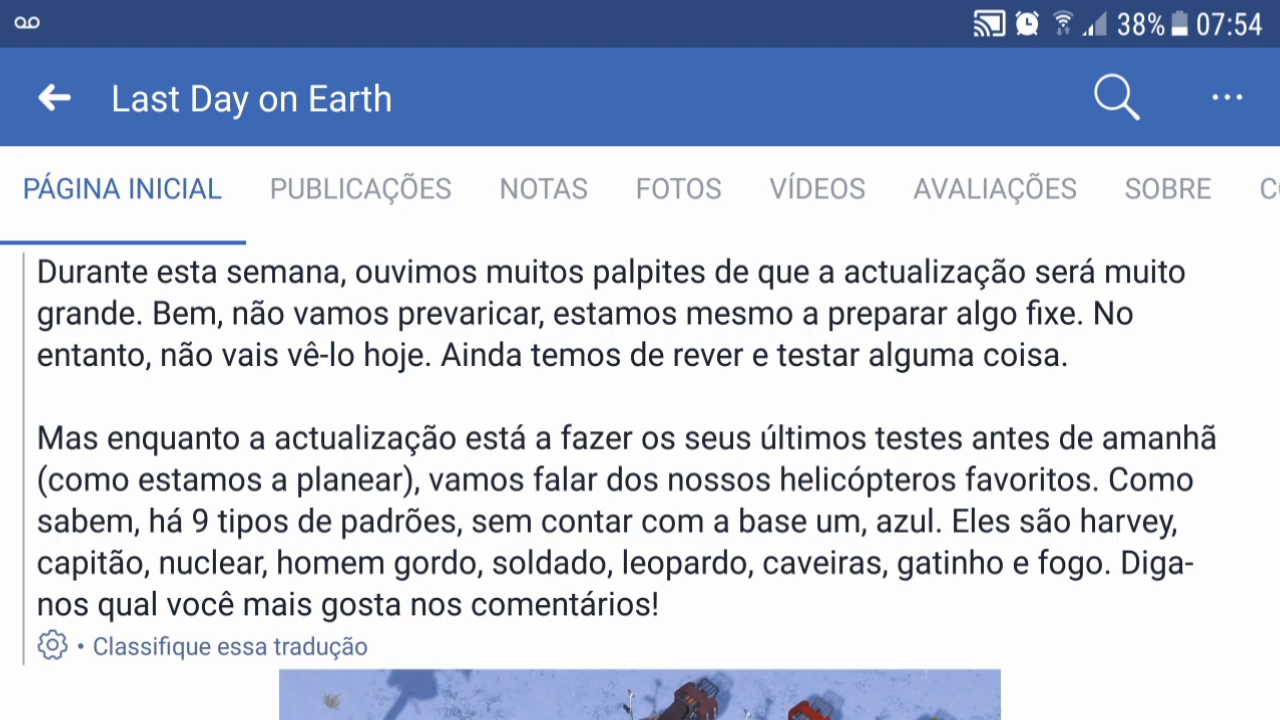 38% 07:54
Last Day on Earth
PÁGINA INICIAL PUBLICAÇÕES NOTAS FOTOS VÍDEOS AVALIAÇÕES SOBRE
Durante esta semana, ouvimos muitos palpites de que a actualização será muito
grande. Bem, não vamos prevaricar, estamos mesmo a preparar algo fixe. No
entanto, não vais vê-lo hoje. Ainda temos de rever e testar alguma coisa.
Mas enquanto a actualização está a fazer os seus últimos testes antes de amanhã
(como estamos a planear), vamos falar dos nossos helicópteros favoritos. Como
sabem, há 9 tipos de padrões, sem contar com a base um, azul. Eles são harvey,
capitão, nuclear, homem gordo, soldado, leopardo, caveiras, gatinho e fogo. Diga-
nos qual você mais gosta nos comentários!
• Classifique essa tradução